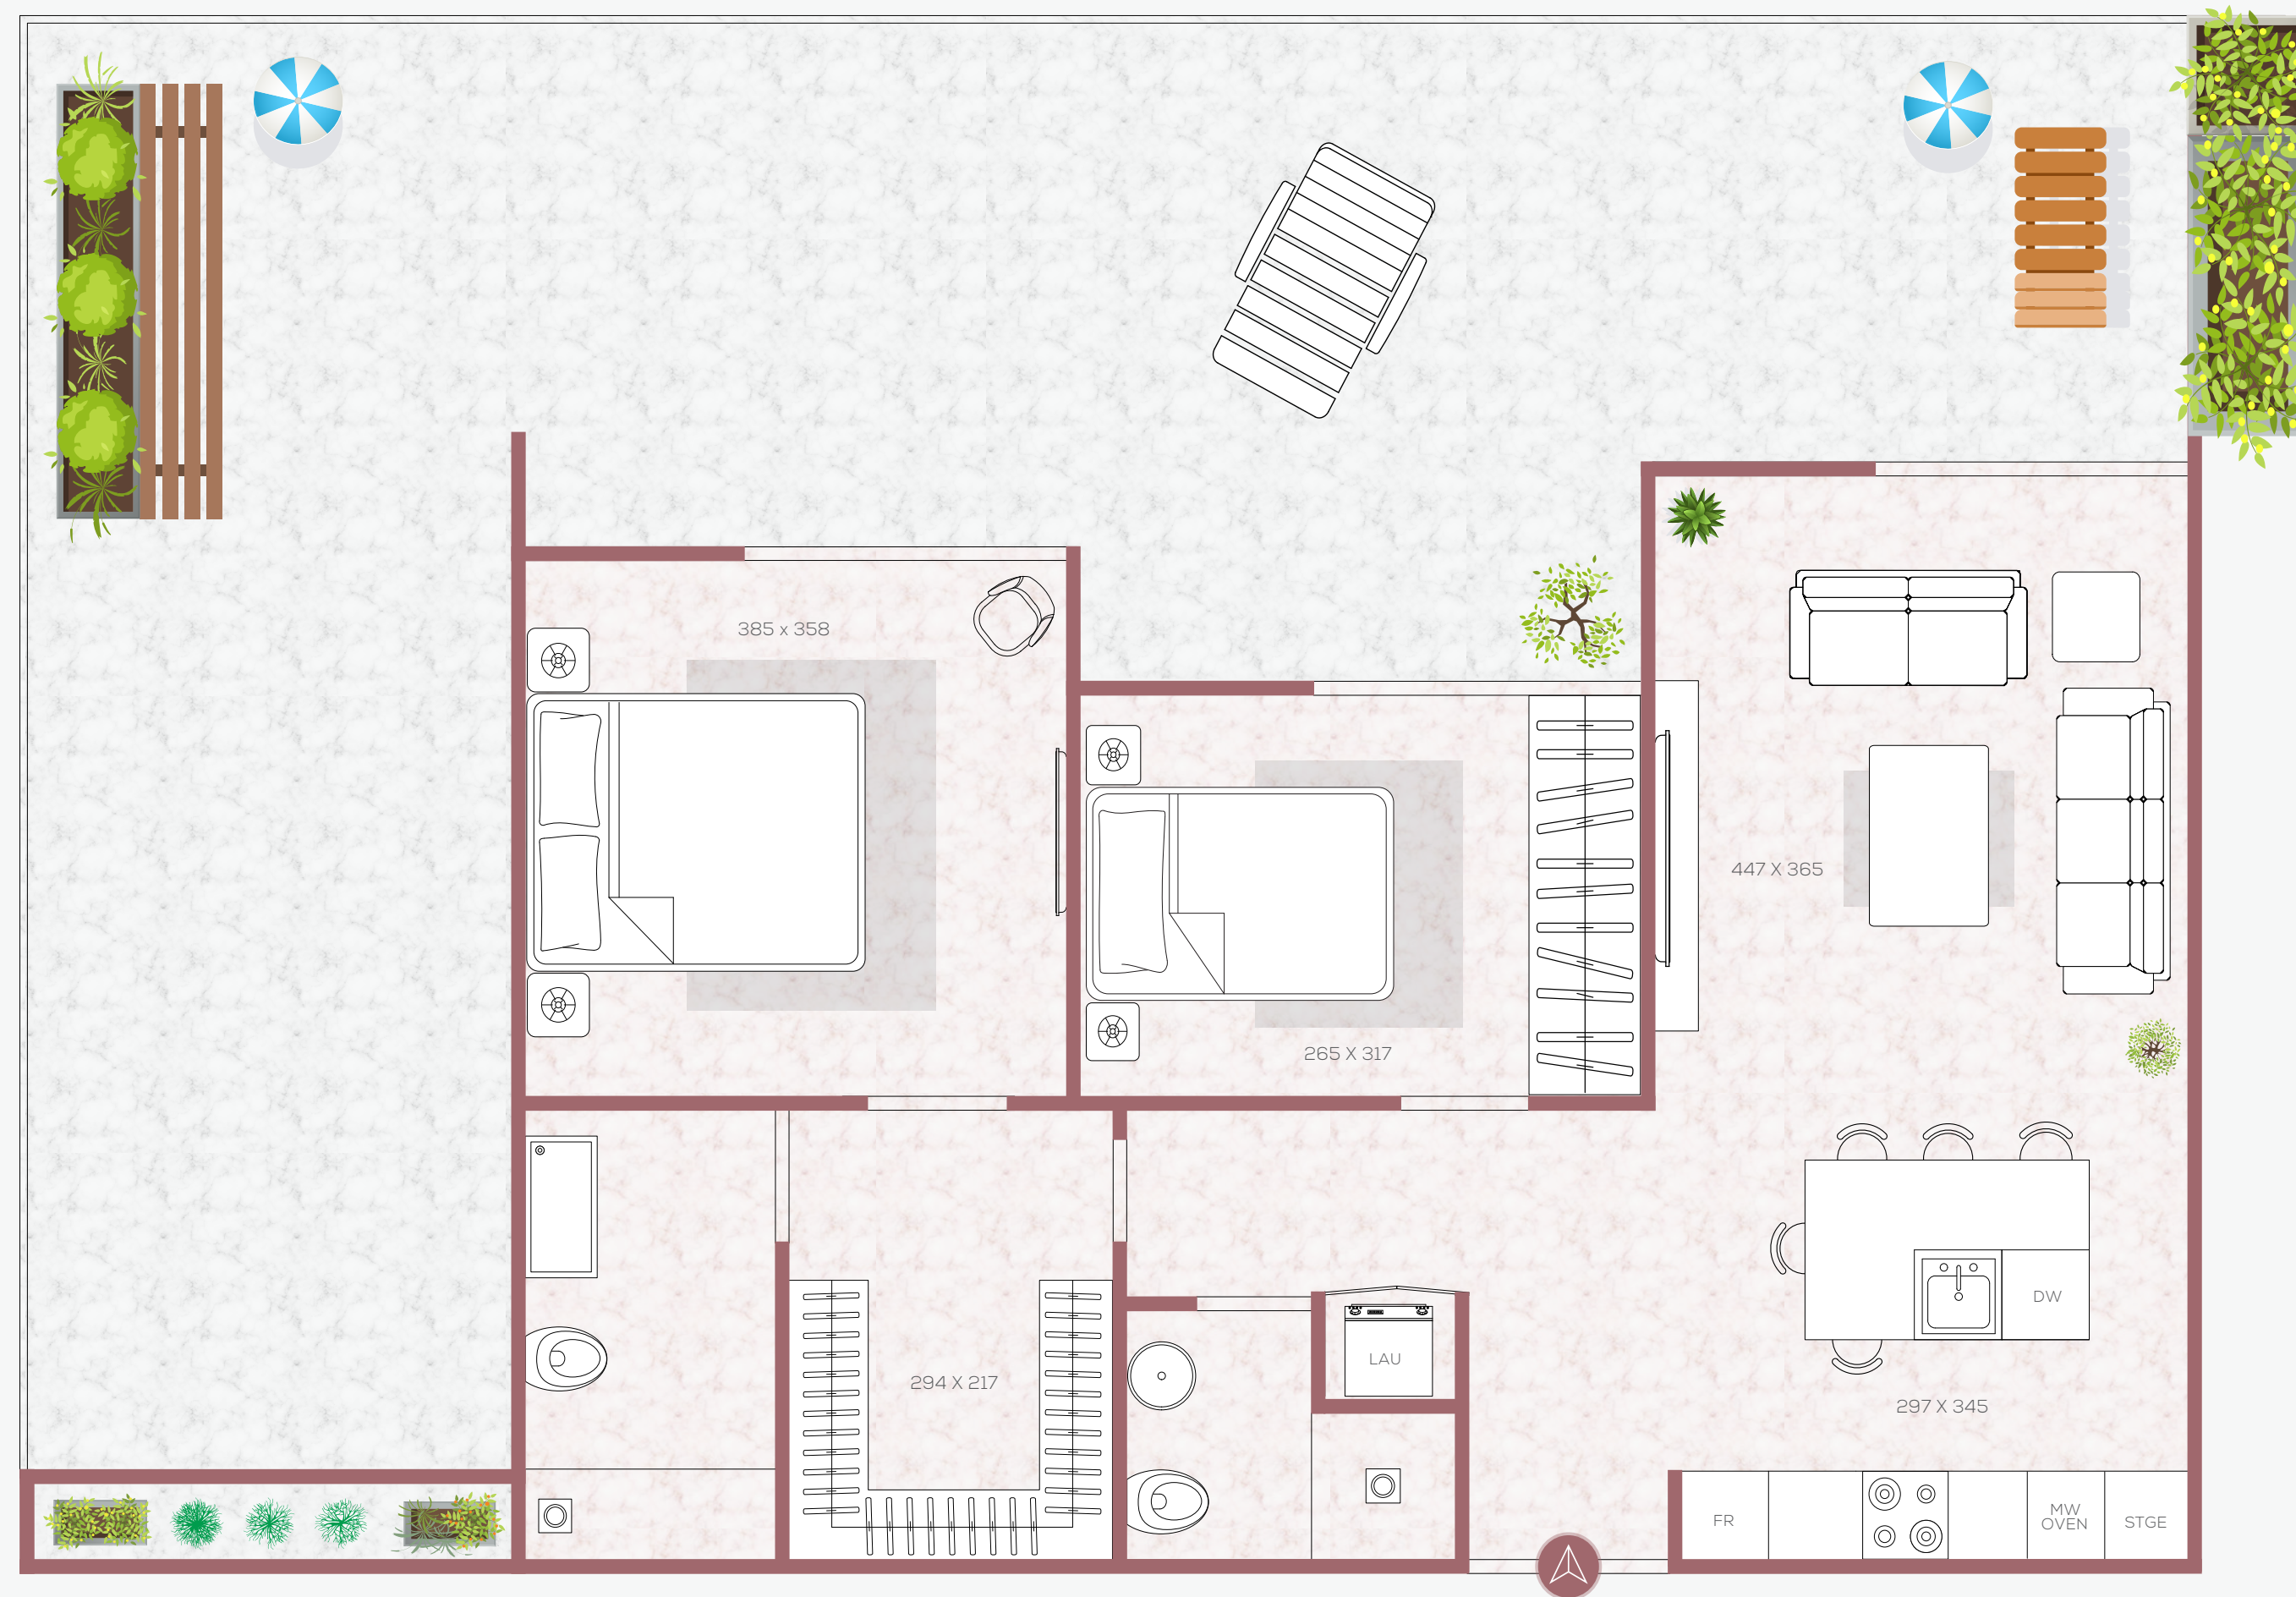 385 x 358
447 X 365
265 X 317
DW
LAU
294 X 217
297 X 345
FR
MW
OVEN
STGE